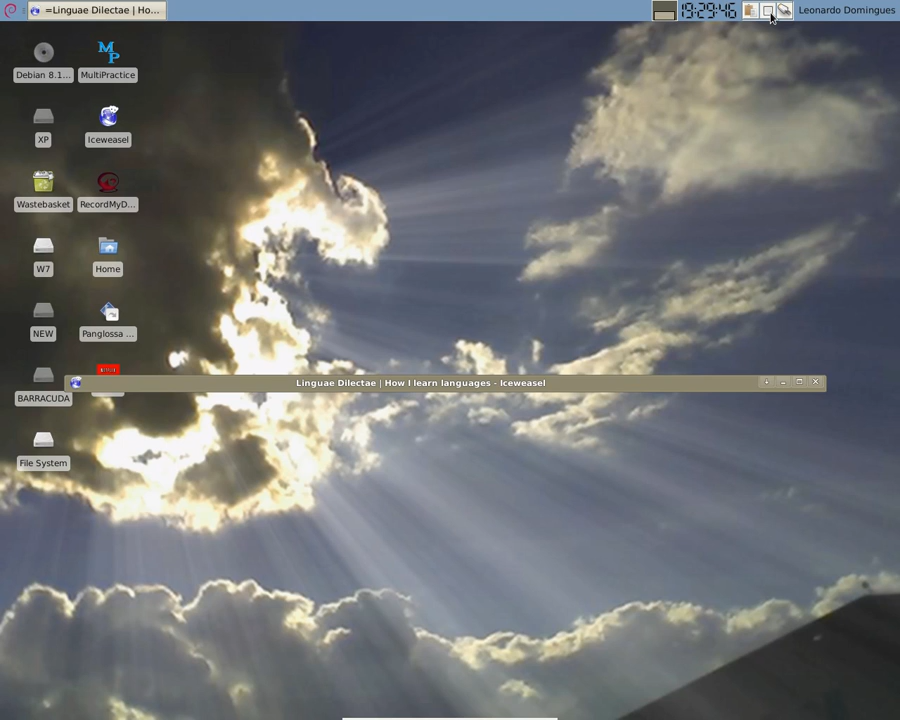 =Linguae Dilectae | Ho...
19:29:46
Leonardo Domingues
Debian 8.1...
MultiPractice
XP
Iceweasel
Wastebasket
RecordMyD...
W7
Home
NEW
Panglossa ...
Linguae Dilectae | How I learn languages - Iceweasel
BARRACUDA
File System